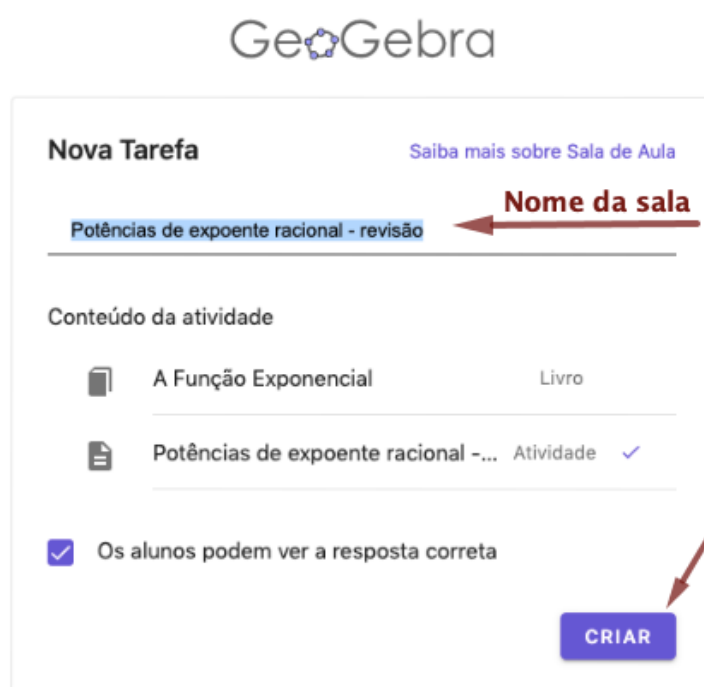 GeoGebra
Nova Tarefa
Saiba mais sobre Sala de Aula
Nome da sala
Potências de expoente racional - revisão
Conteúdo da atividade
A Função Exponencial Livro
Potências de expoente racional -... Atividade
Os alunos podem ver a resposta correta
CRIAR